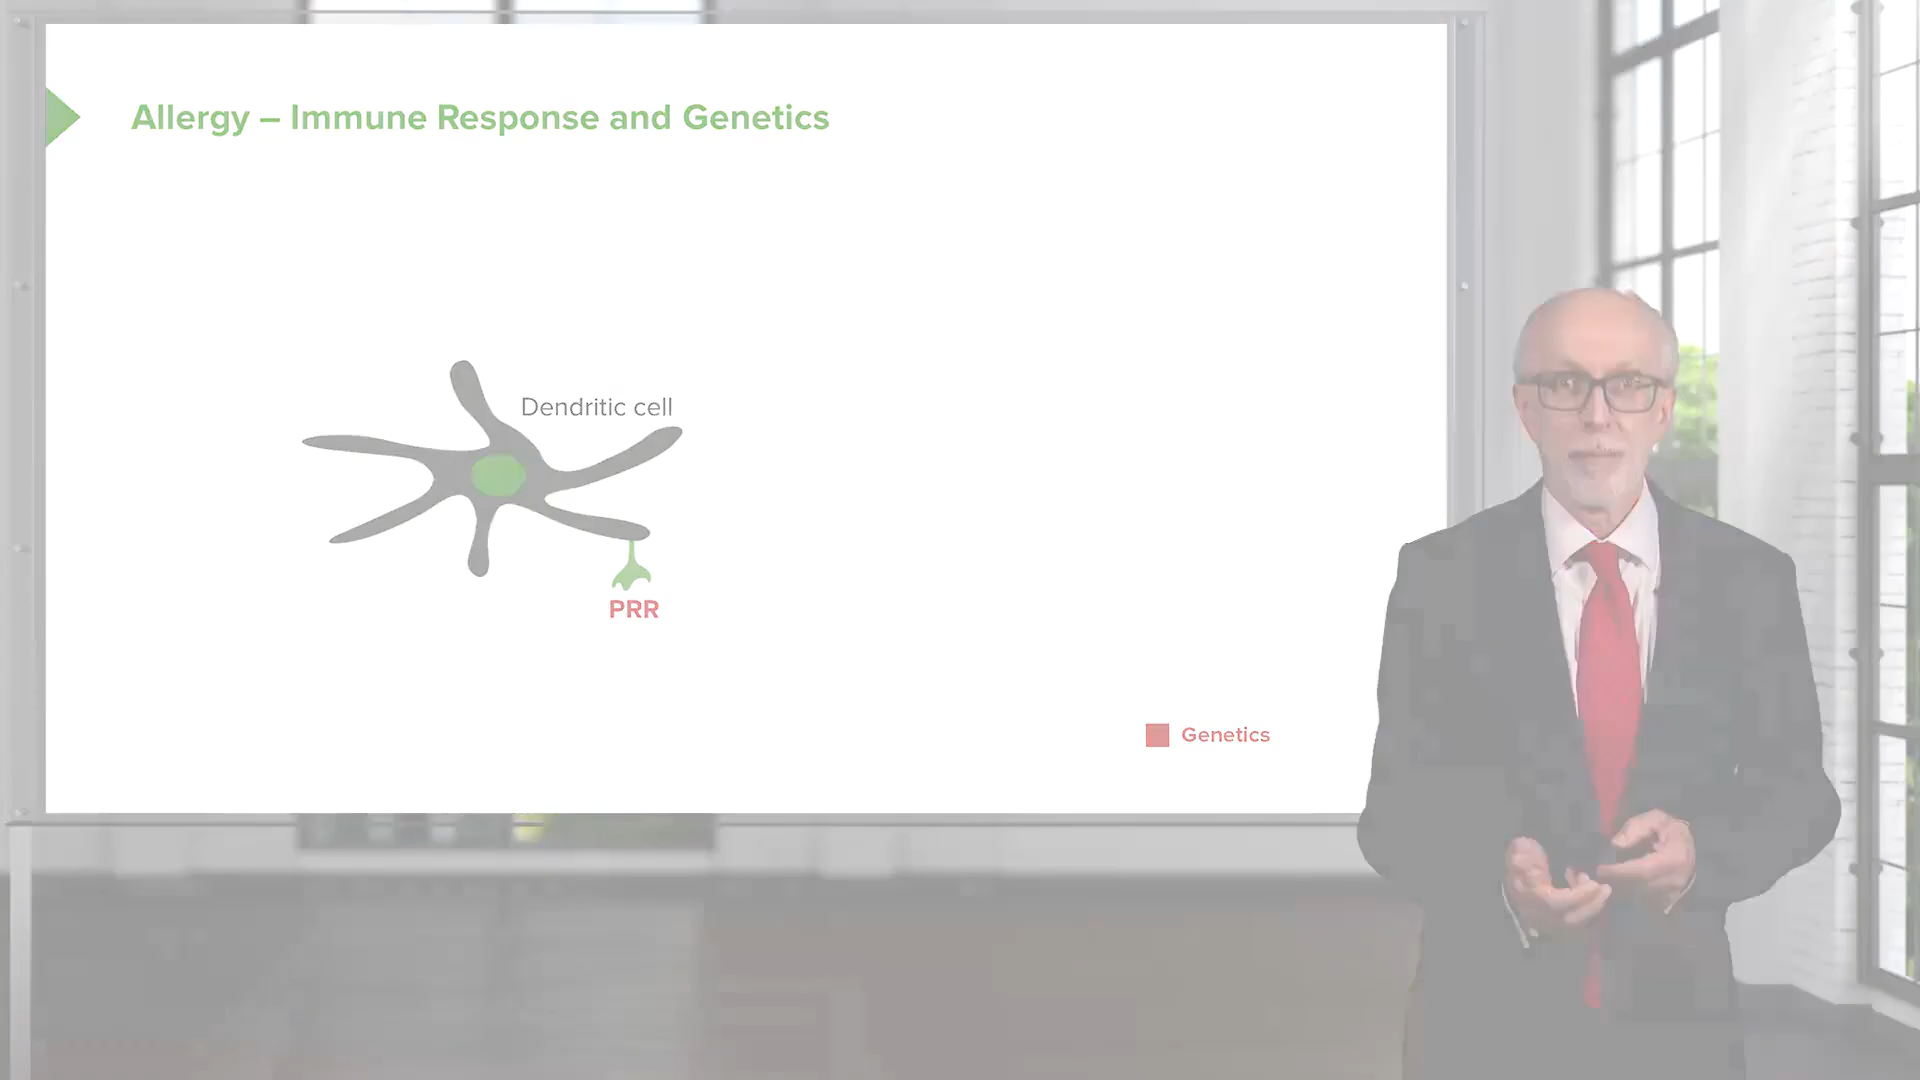 Allergy – Immune Response and Genetics
Dendritic cell
PRR
Genetics